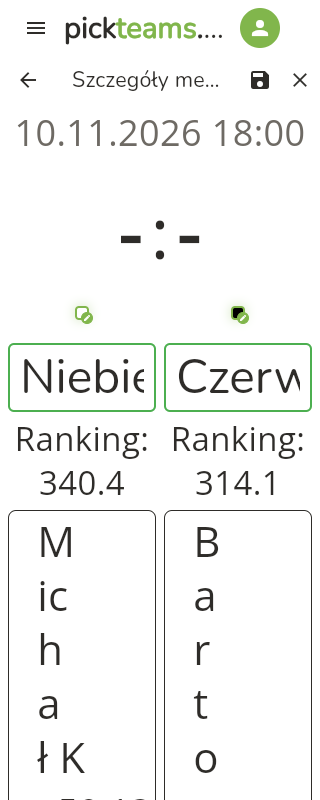 pickteams....
Szczegóły me...
10.11.2026 18:00
-:-
Niebie Czerw
Ranking: Ranking:
340.4 314.1
M B
ic a
h r
a t
ł K o